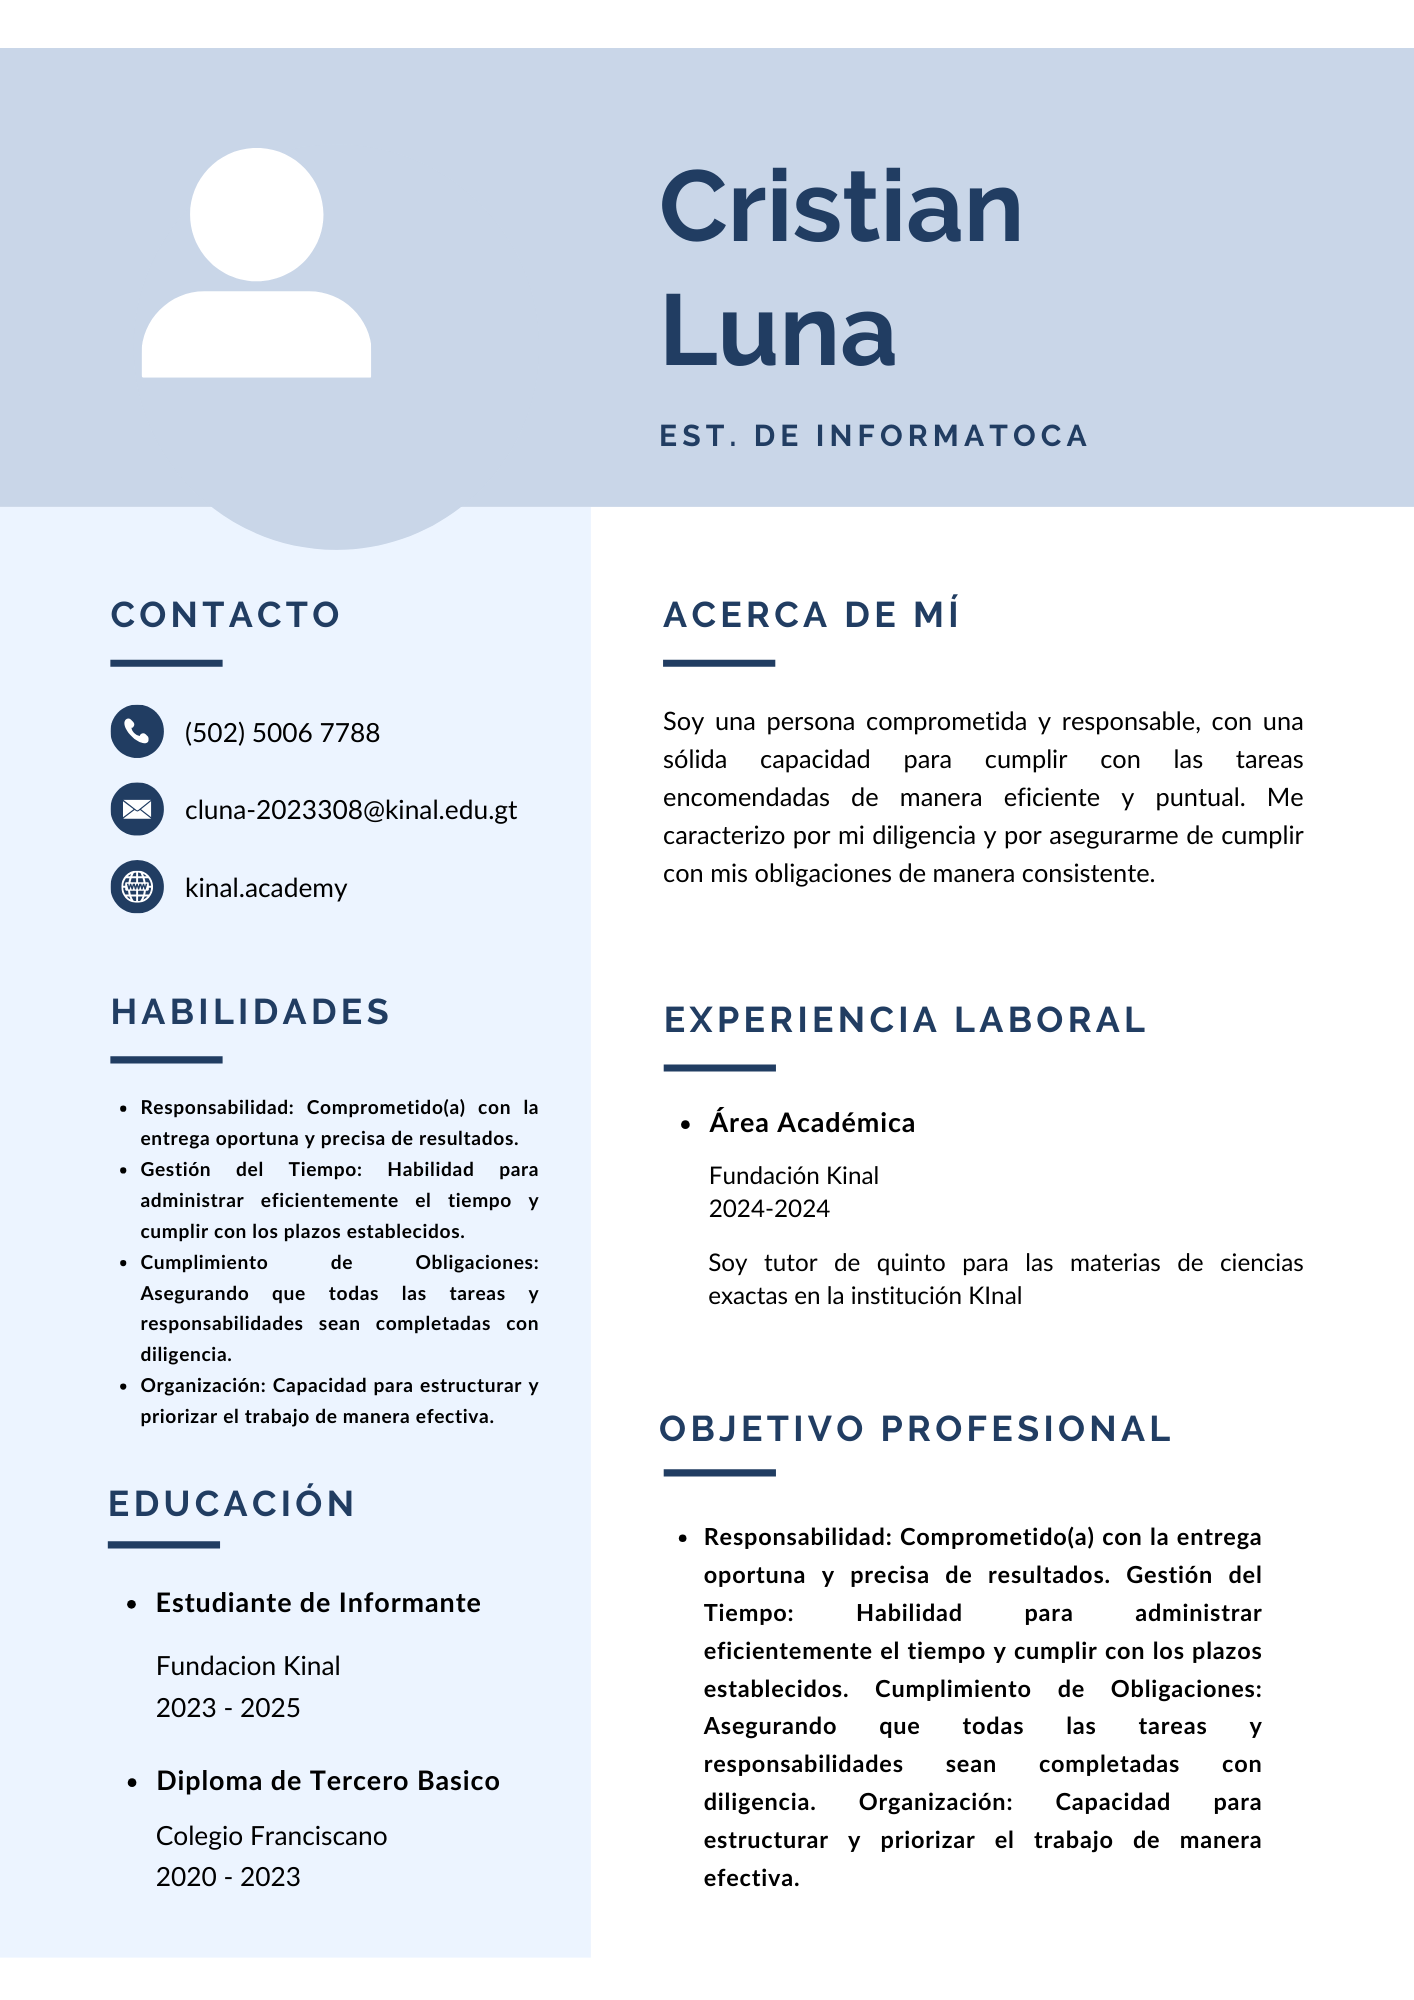 Cristian
Luna
EST. DE INFORMATOCA
CONTACTO
(502) 5006 7788
cluna-2023308@kinal.edu.gt
kinal.academy
HABILIDADES
• Responsabilidad: Comprometido(a) con la
entrega oportuna y precisa de resultados.
• Gestión del Tiempo: Habilidad para
administrar eficientemente el tiempo y
cumplir con los plazos establecidos.
• Cumplimiento de Obligaciones:
Asegurando que todas las tareas y
responsabilidades sean completadas con
diligencia.
• Organización: Capacidad para estructurar y
priorizar el trabajo de manera efectiva.
EDUCACIÓN
• Estudiante de Informante
Fundacion Kinal
2023 - 2025
• Diploma de Tercero Basico
Colegio Franciscano
2020 - 2023
ACERCA DE MÍ
Soy una persona comprometida y responsable, con una
sólida capacidad para cumplir con las tareas
encomendadas de manera eficiente y puntual. Me
caracterizo por mi diligencia y por asegurarme de cumplir
con mis obligaciones de manera consistente.
EXPERIENCIA LABORAL
• Área Académica
Fundación Kinal
2024-2024
Soy tutor de quinto para las materias de ciencias
exactas en la institución KInal
OBJETIVO PROFESIONAL
• Responsabilidad: Comprometido(a) con la entrega
oportuna y precisa de resultados. Gestión del
Tiempo: Habilidad para administrar
eficientemente el tiempo y cumplir con los plazos
establecidos. Cumplimiento de Obligaciones:
Asegurando que todas las tareas y
responsabilidades sean completadas con
diligencia. Organización: Capacidad para
estructurar y priorizar el trabajo de manera
efectiva.